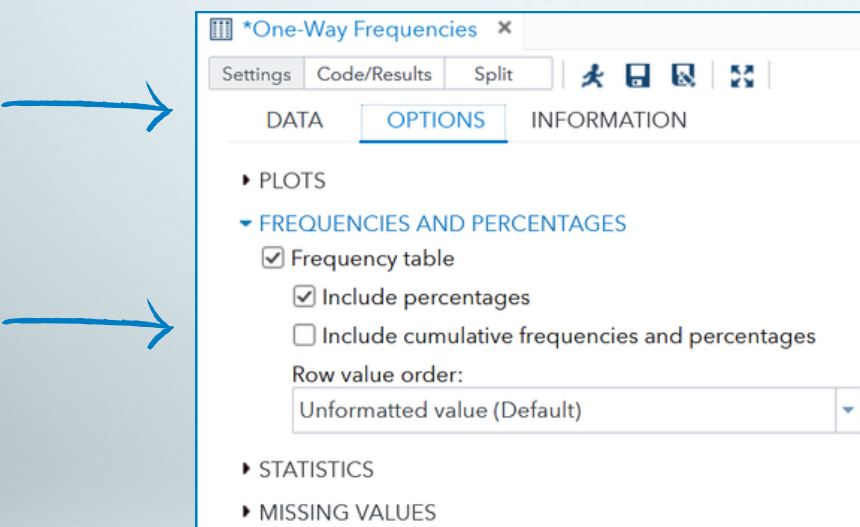 *One-Way Frequencies
Settings Code/Results Split
DATA OPTIONS INFORMATION
PLOTS
FREQUENCIES AND PERCENTAGES
Frequency table
Include percentages
Include cumulative frequencies and percentages
Row value order:
Unformatted value (Default)
STATISTICS
MISSING VALUES